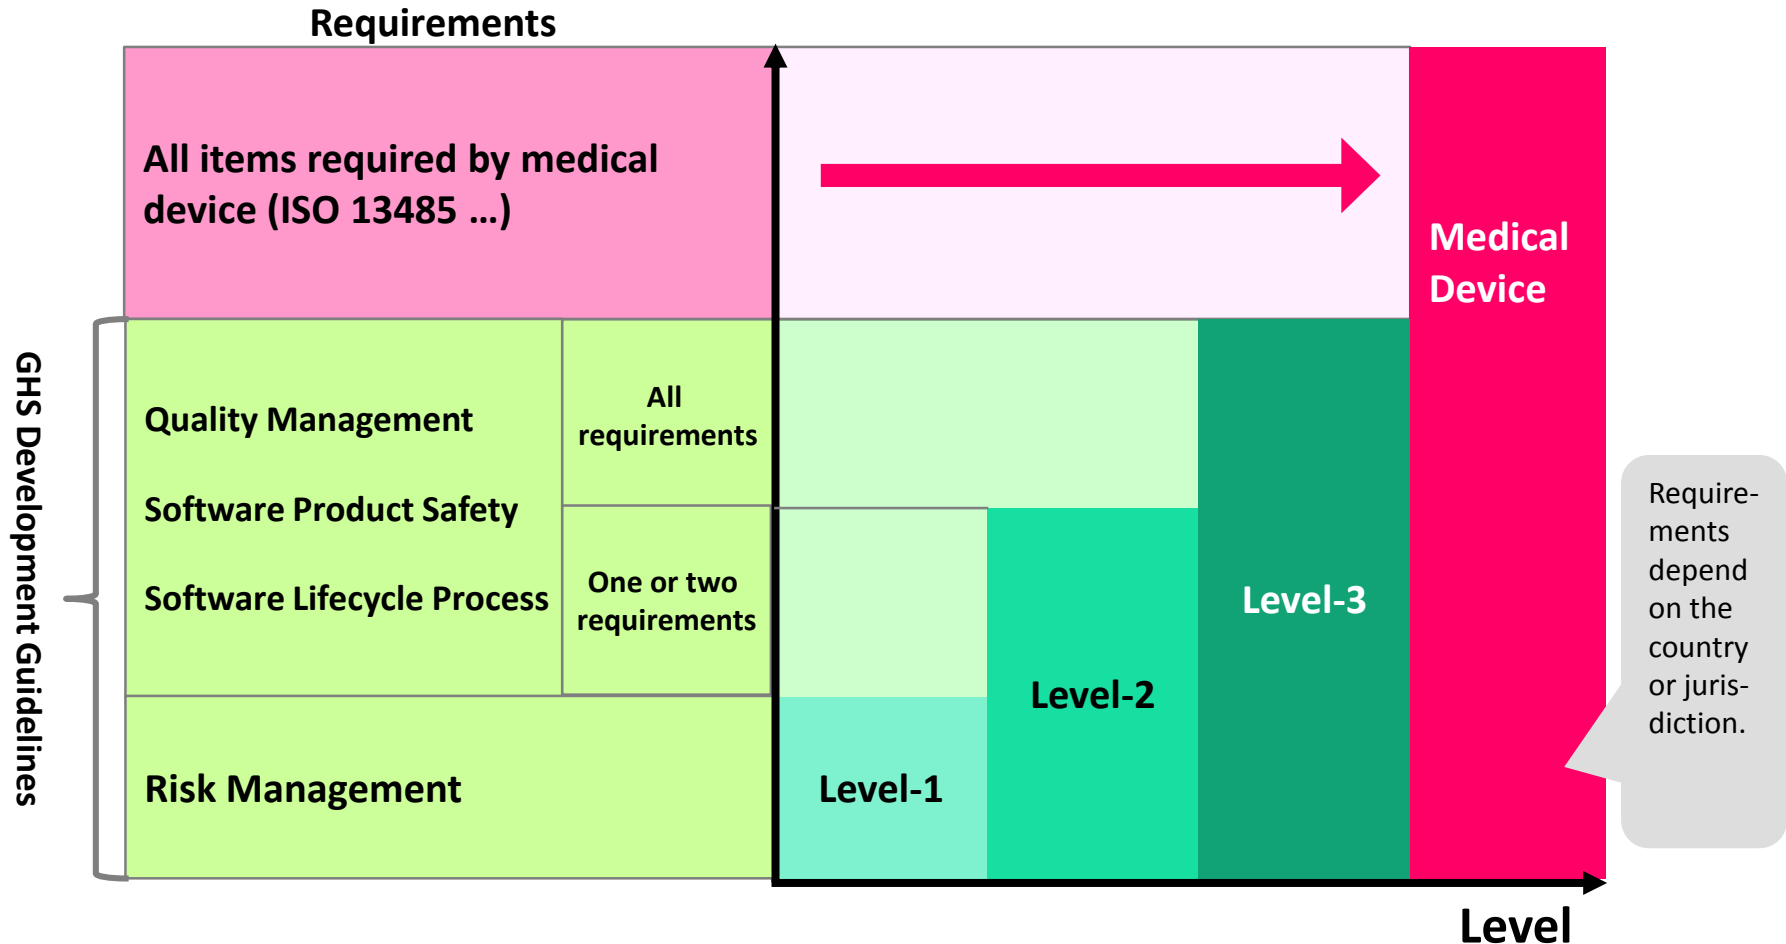 Requirements
All items required by medical
device (ISO 13485 ...)
Medical
Device
GHS Development Guidelines
Quality Management
Software Product Safety
Software Lifecycle Process
All
requirements
One or two
requirements
Risk Management
Level-1
Level-2
Level-3
Require-
ments
depend
on the
country
or juris-
diction.
Level